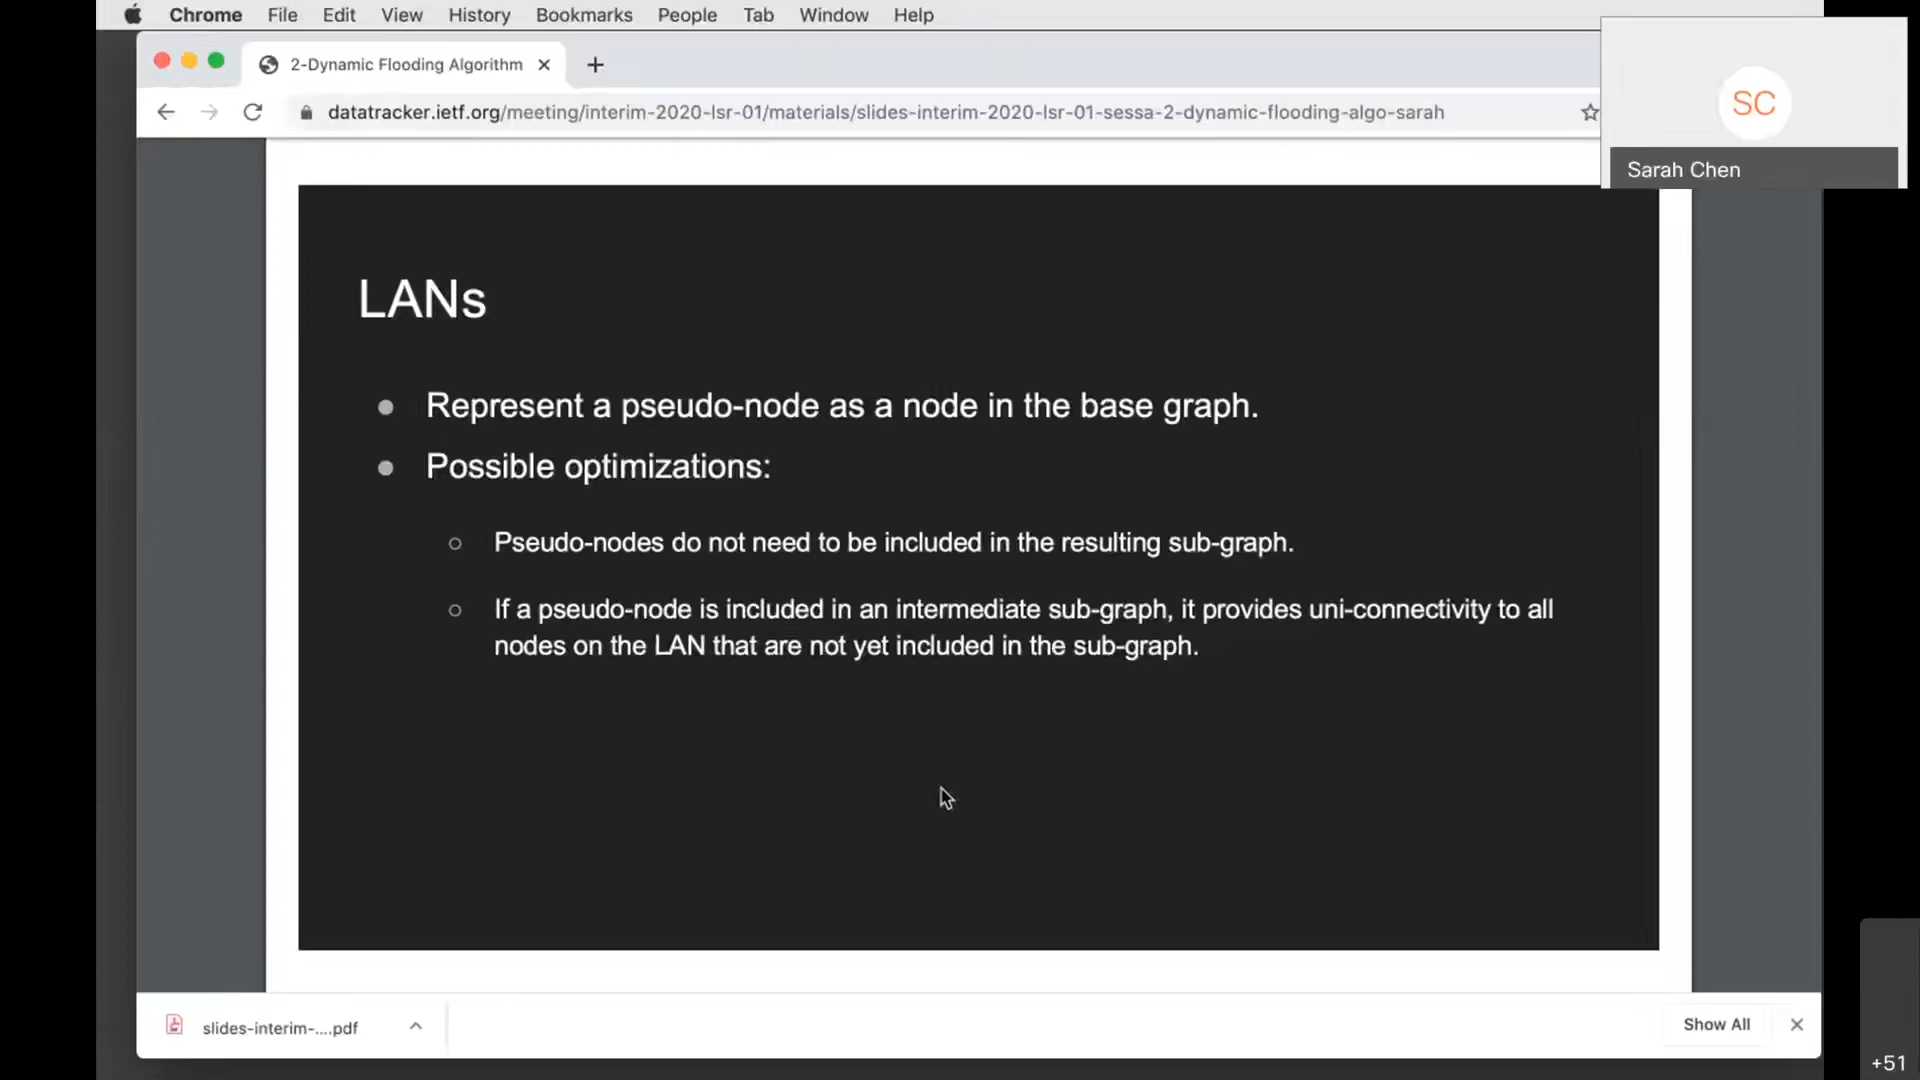 Chrome File Edit View History Bookmarks People Tab Window Help
2-Dynamic Flooding Algorithm
datatracker.ietf.org/meeting/interim-2020-lsr-01/materials/slides-interim-2020-lsr-01-sessa-2-dynamic-flooding-algo-sarah
SC
Sarah Chen
LANs
● Represent a pseudo-node as a node in the base graph.
● Possible optimizations:
○ Pseudo-nodes do not need to be included in the resulting sub-graph.
○ If a pseudo-node is included in an intermediate sub-graph, it provides uni-connectivity to all
nodes on the LAN that are not yet included in the sub-graph.
slides-interim-....pdf
Show All
+51